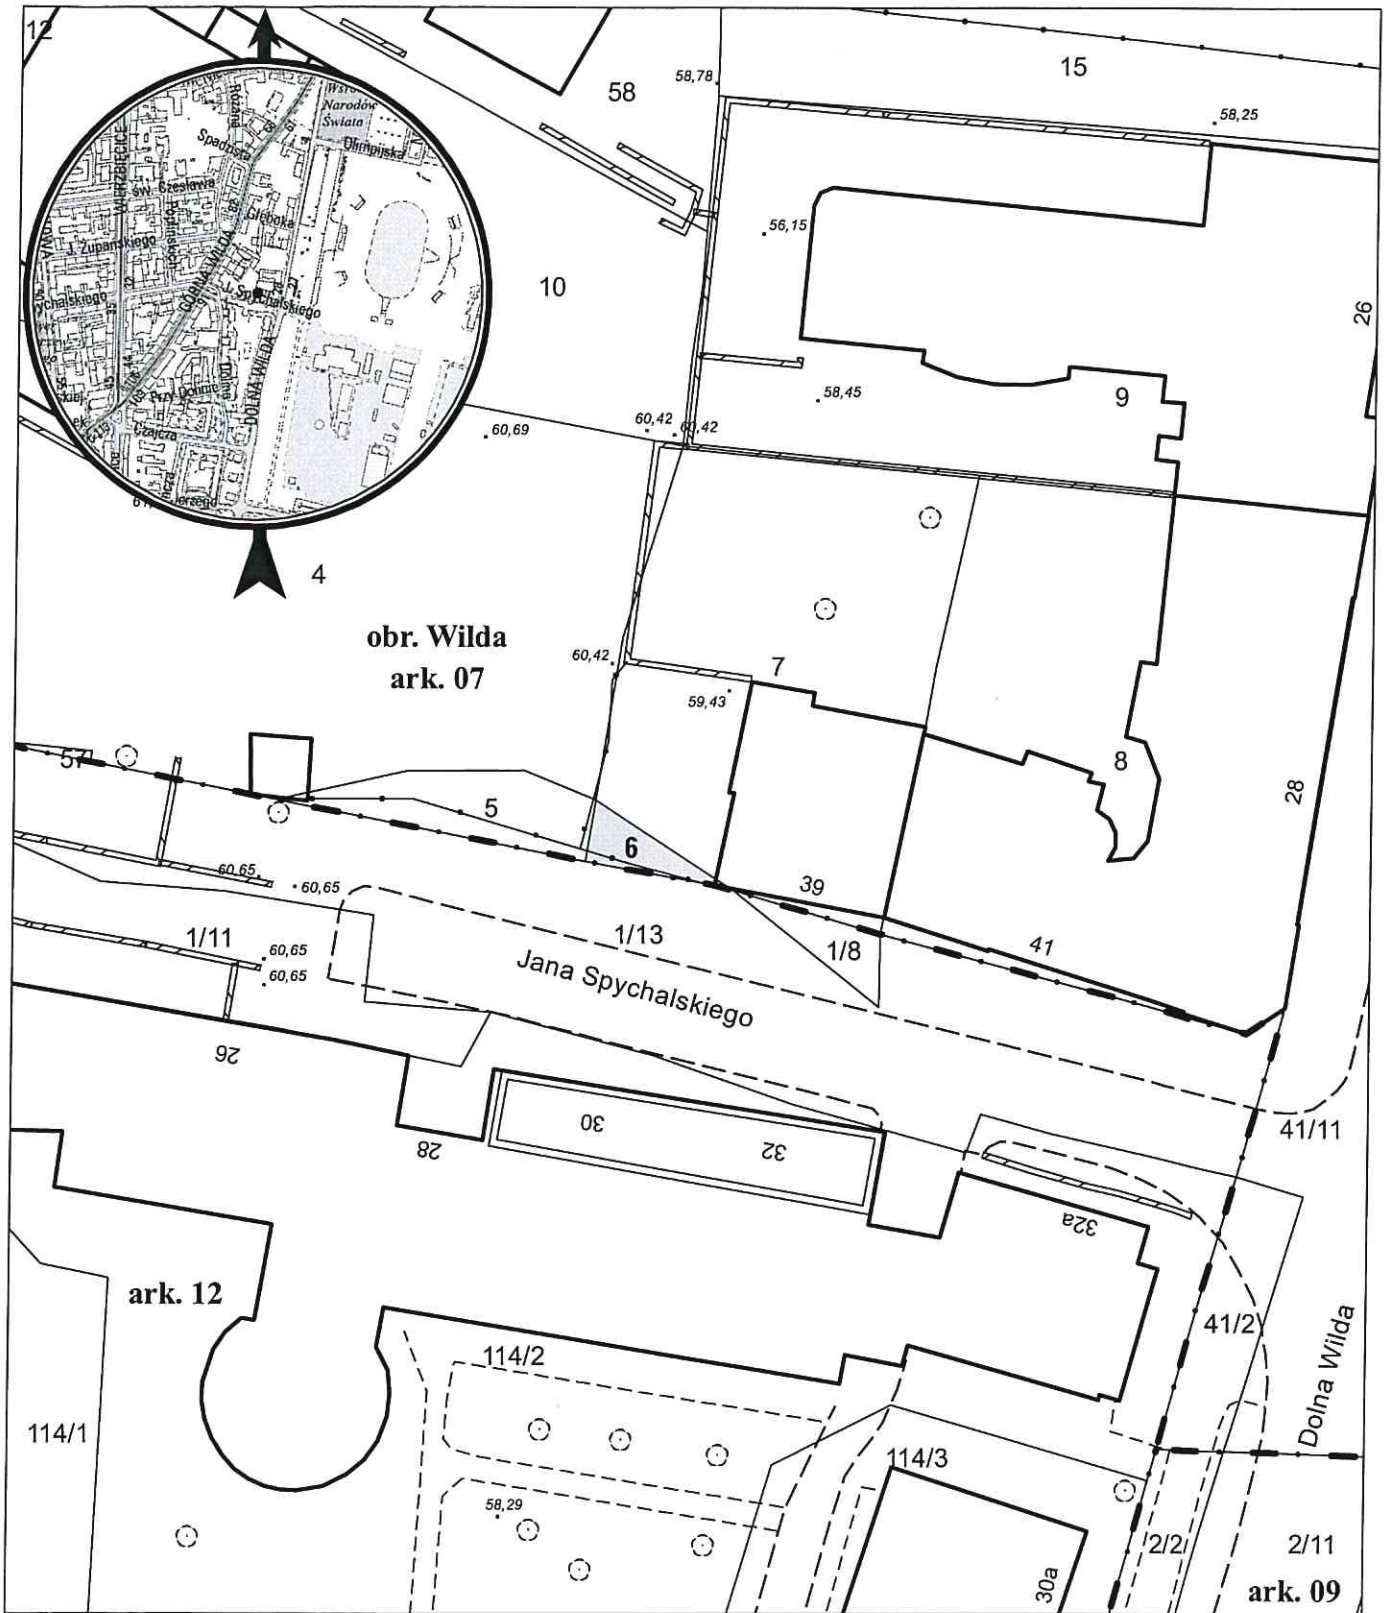 12
58,78
15
58
58,25
Narodów
Świata
Różana
Spadzista
Olimpijska
WIERZBIĘCICE
św. Czesława
Głęboka
J. Żupańskiego
GÓRNA WILDA
J. Spychalskiego
DOLNA WILDA
Przy Dolinie
Czajcza
56,15
10
26
9
58,45
60,42
60,42
60,69
4
obr. Wilda
ark. 07
60,42
7
59,43
57
8
28
5
6
60,65
60,65
39
1/11
1/13
1/8
41
60,65
60,65
Jana Spychalskiego
26
30
32
28
41/11
32a
ark. 12
41/2
Dolna Wilda
114/2
114/1
114/3
58,29
2/2
2/11
30a
ark. 09